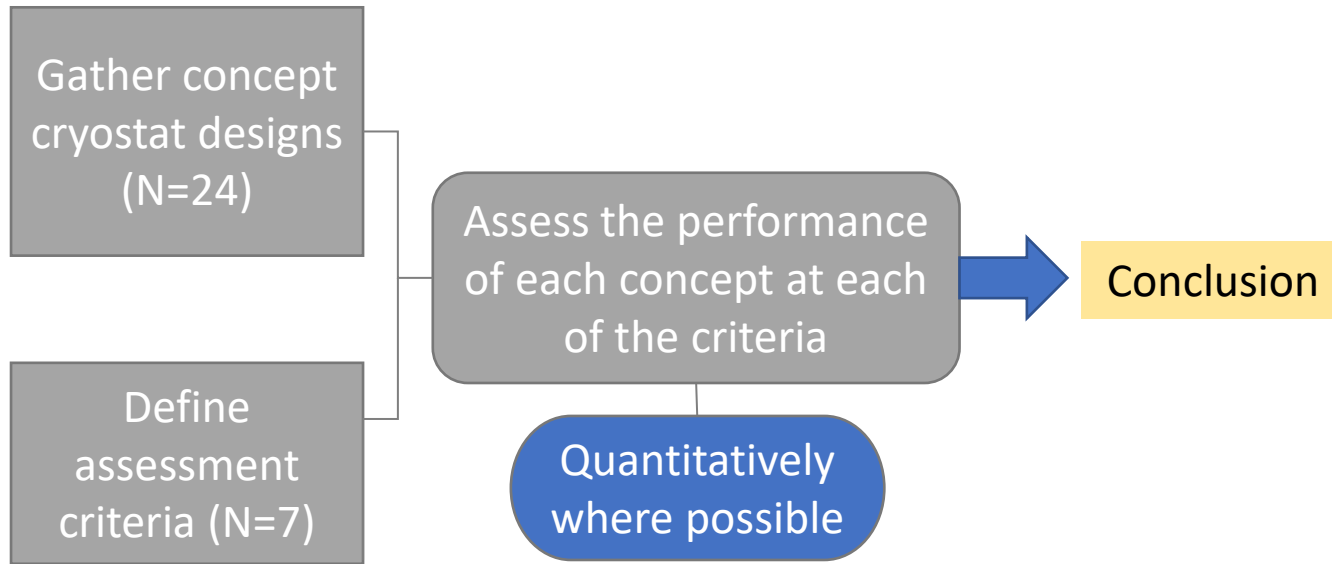 Gather concept
cryostat designs
(N=24)
Define
assessment
criteria (N=7)
Assess the performance
of each concept at each
of the criteria
Quantitatively
where possible
Conclusion